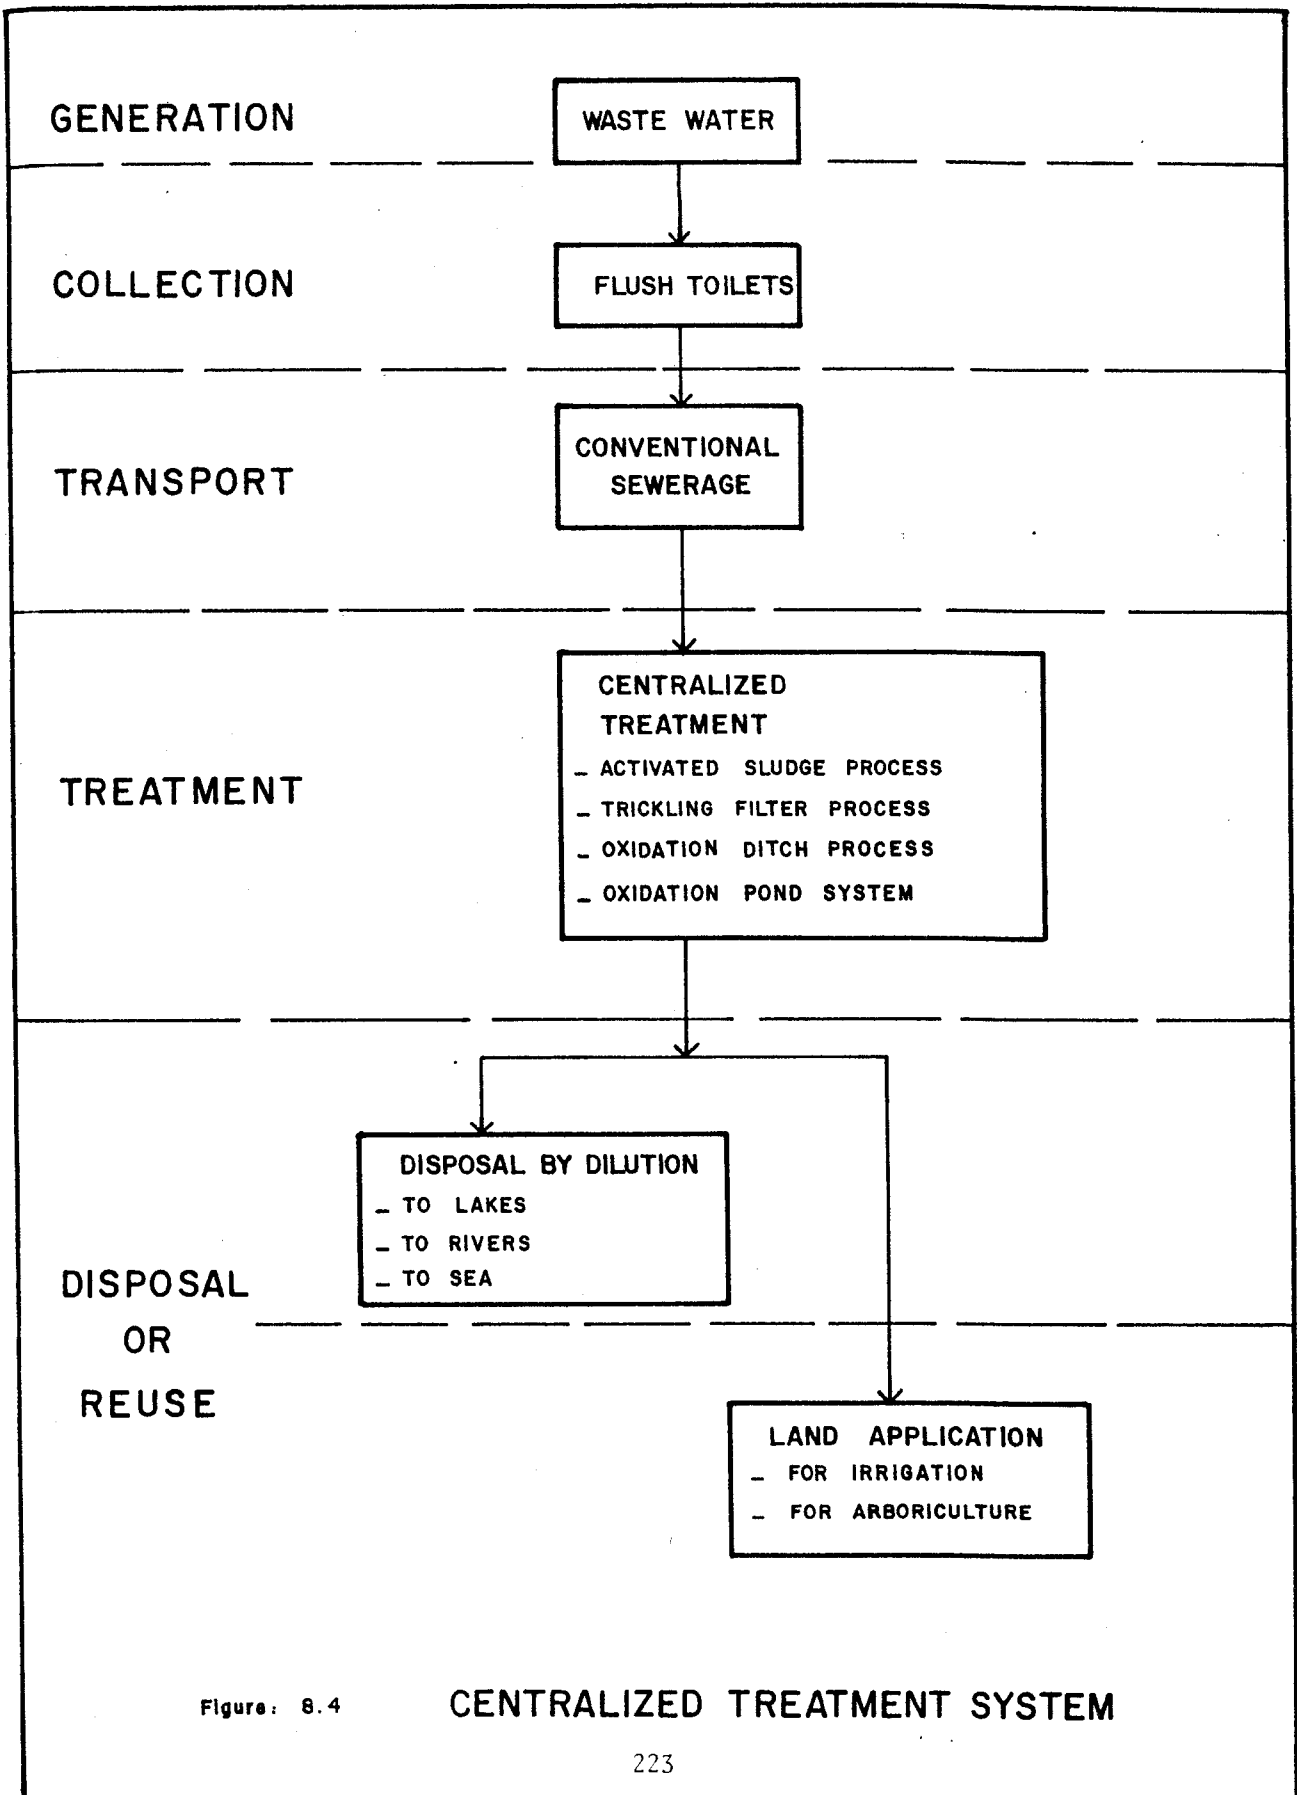 GENERATION
WASTE WATER
COLLECTION
FLUSH TOILETS
TRANSPORT
CONVENTIONAL
SEWERAGE
TREATMENT
CENTRALIZED
TREATMENT
_ ACTIVATED SLUDGE PROCESS
_ TRICKLING FILTER PROCESS
_ OXIDATION DITCH PROCESS
_ OXIDATION POND SYSTEM
DISPOSAL
OR
REUSE
DISPOSAL BY DILUTION
_ TO LAKES
_ TO RIVERS
_ TO SEA
LAND APPLICATION
_ FOR IRRIGATION
_ FOR ARBORICULTURE
Figure: 8.4 CENTRALIZED TREATMENT SYSTEM
223